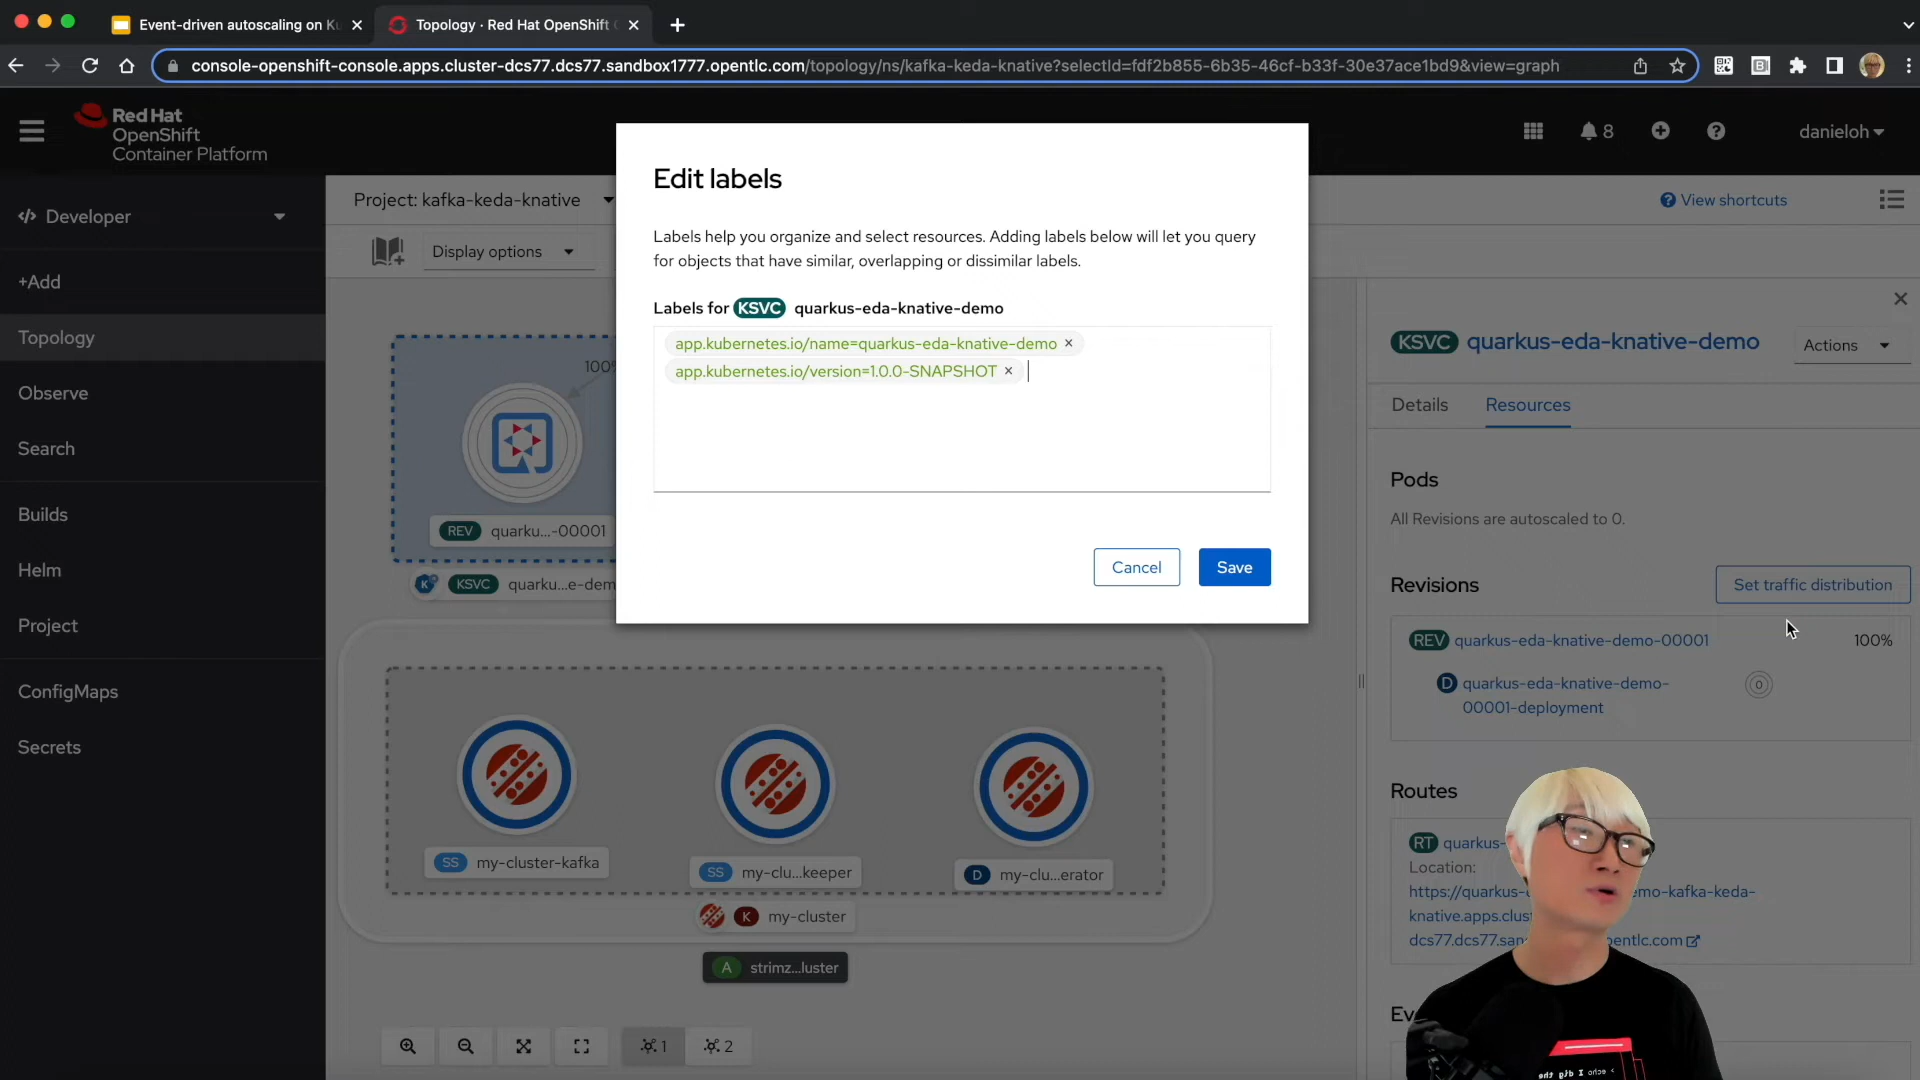 Event-driven autoscaling on Ku
Topology · Red Hat OpenShift
console-openshift-console.apps.cluster-dcs77.dcs77.sandbox1777.opentlc.com/topology/ns/kafka-keda-knative?selectId=fdf2b855-6b35-46cf-b33f-30e37ace1bd9&view=graph
Red Hat
OpenShift
Container Platform
8
danieloh
Developer
+Add
Topology
Observe
Search
Builds
Helm
Project
ConfigMaps
Secrets
Project: kafka-keda-knative
View shortcuts
Display options
100%
REV quarku...-00001
KSVC quarku...e-dem
SS my-cluster-kafka
SS my-clu...keeper
D my-clu...erator
K my-cluster
A strimz...luster
1
2
Edit labels
Labels help you organize and select resources. Adding labels below will let you query
for objects that have similar, overlapping or dissimilar labels.
Labels for KSVC quarkus-eda-knative-demo
app.kubernetes.io/name=quarkus-eda-knative-demo ×
app.kubernetes.io/version=1.0.0-SNAPSHOT ×
Cancel
Save
KSVC quarkus-eda-knative-demo
Actions
Details
Resources
Pods
All Revisions are autoscaled to 0.
Revisions
Set traffic distribution
REV quarkus-eda-knative-demo-00001
100%
D quarkus-eda-knative-demo-
00001-deployment
0
Routes
RT quarkus-
Location:
https://quarkus- emo-kafka-keda-
knative.apps.clus
dcs77.dcs77.san pentlc.com
Ev